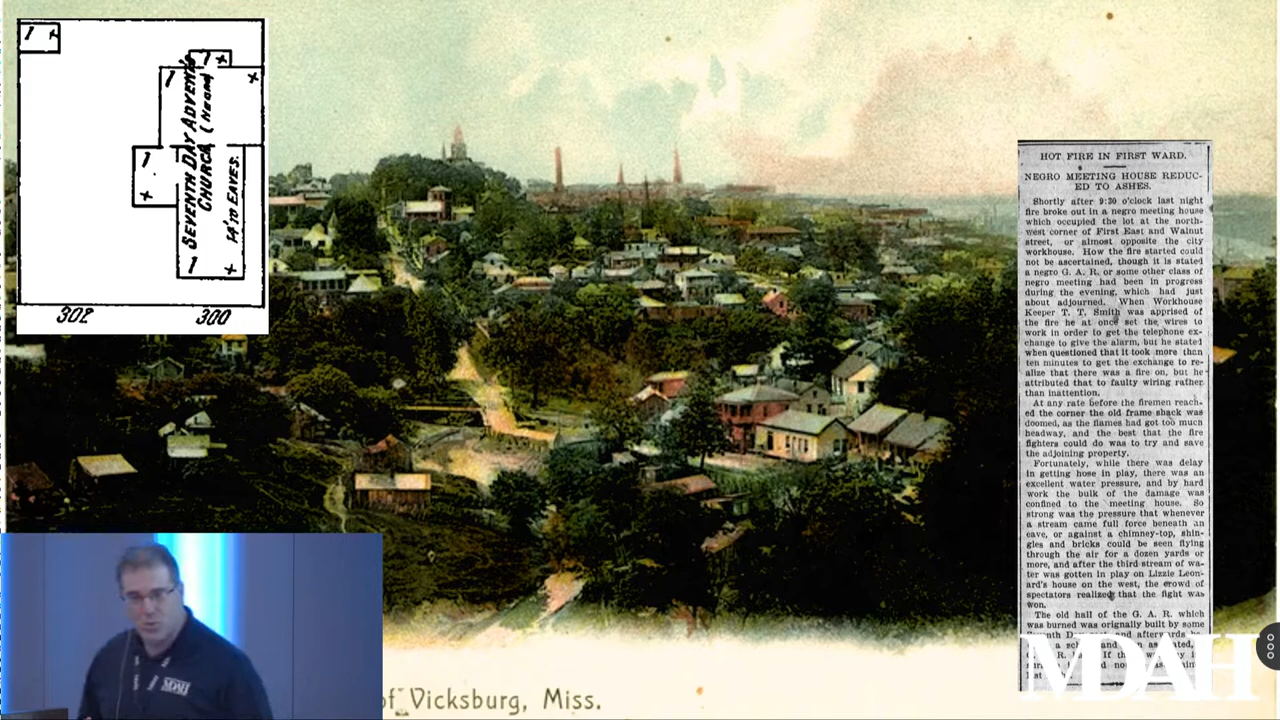 1
1
1
SEVENTH DAY ADVENT'S
CHURCH (NEGRO)
14' TO EAVES.
1
1
302 300
HOT FIRE IN FIRST WARD.
NEGRO MEETING HOUSE REDUC-
ED TO ASHES.
Shortly after 9:30 o'clock last night
fire broke out in a negro meeting house
which occupied the lot at the north-
west corner of First East and Walnut
street, or almost opposite the city
workhouse. How the fire started could
not be ascertained, though it is stated
a negro G. A. R. or some other class of
negro meeting had been in progress
during the evening, which had just
about adjourned. When Workhouse
Keeper T. T. Smith was apprised of
the fire he at once set the wires to
work in order to get the telephone ex-
change to give the alarm, but he stated
when questioned that it took more than
ten minutes to get the exchange to re-
alize that there was a fire on, but he
attributed that to faulty wiring rather
than inattention.
At any rate before the firemen reach-
ed the corner the old frame shack was
doomed, as the flames had got too much
headway, and the best that the fire
fighters could do was to try and save
the adjoining property.
Fortunately, while there was delay
in getting hose in play, there was an
excellent water pressure, and by hard
work the bulk of the damage was
confined to the meeting house. So
strong was the pressure that whenever
a stream came full force beneath an
eave, or against a chimney-top, shin-
gles and bricks could be seen flying
through the air for a dozen yards or
more, and after the third stream of wa-
ter was gotten in play on Lizzie Leon-
ard's house on the west, the crowd of
spectators realized that the fight was
won.
The old hall of the G. A. R. which
was burned was orignally built by some
and afterwards
MDAH
of Vicksburg, Miss.
MDAH